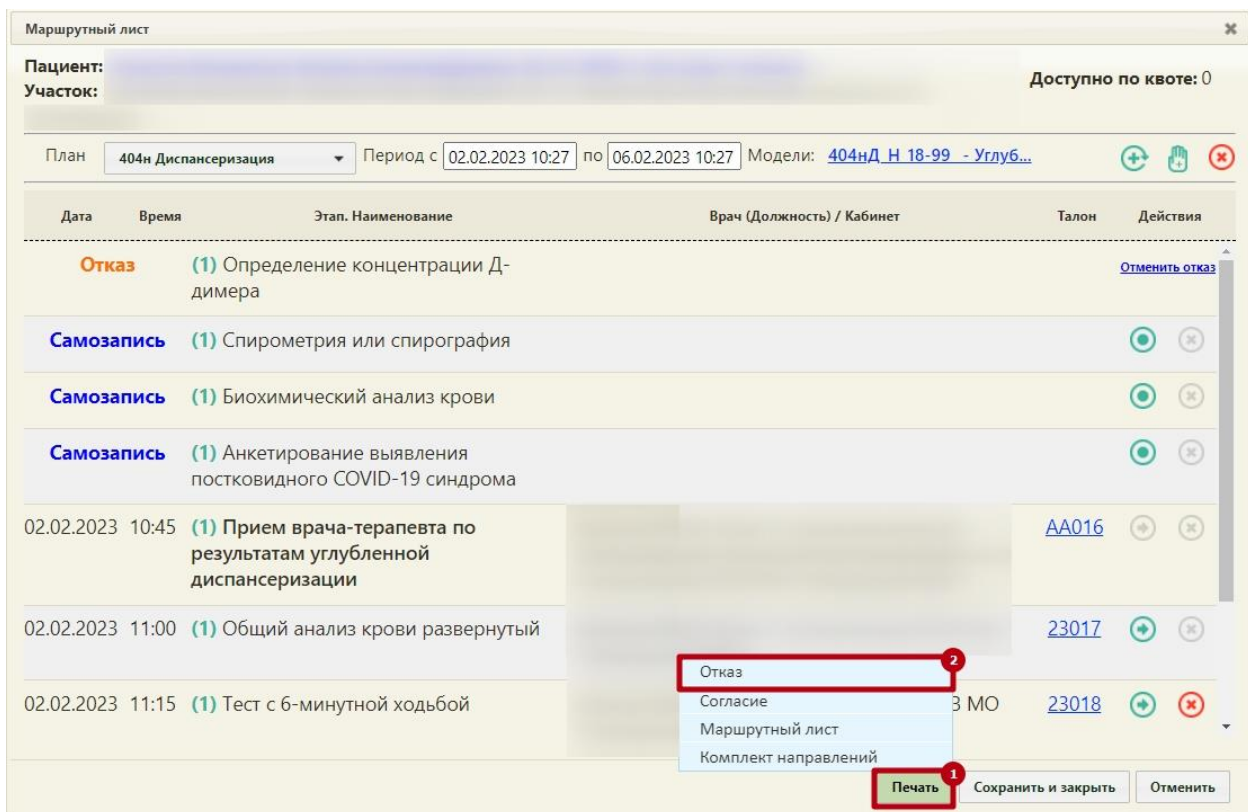 Маршрутный лист
Пациент:
Участок:
Доступно по квоте: 0
План 404н Диспансеризация Период с 02.02.2023 10:27 по 06.02.2023 10:27 Модели: 404нД_Н_18-99_- Углуб...
Дата Время Этап. Наименование Врач (Должность) / Кабинет Талон Действия
Отказ (1) Определение концентрации Д- Отменить отказ
димера
Самозапись (1) Спирометрия или спирография
Самозапись (1) Биохимический анализ крови
Самозапись (1) Анкетирование выявления
постковидного COVID-19 синдрома
02.02.2023 10:45 (1) Прием врача-терапевта по AA016
результатам углубленной
диспансеризации
02.02.2023 11:00 (1) Общий анализ крови развернутый 23017
Отказ 2
02.02.2023 11:15 (1) Тест с 6-минутной ходьбой Согласие МО 23018
Маршрутный лист
Комплект направлений
Печать 1 Сохранить и закрыть Отменить